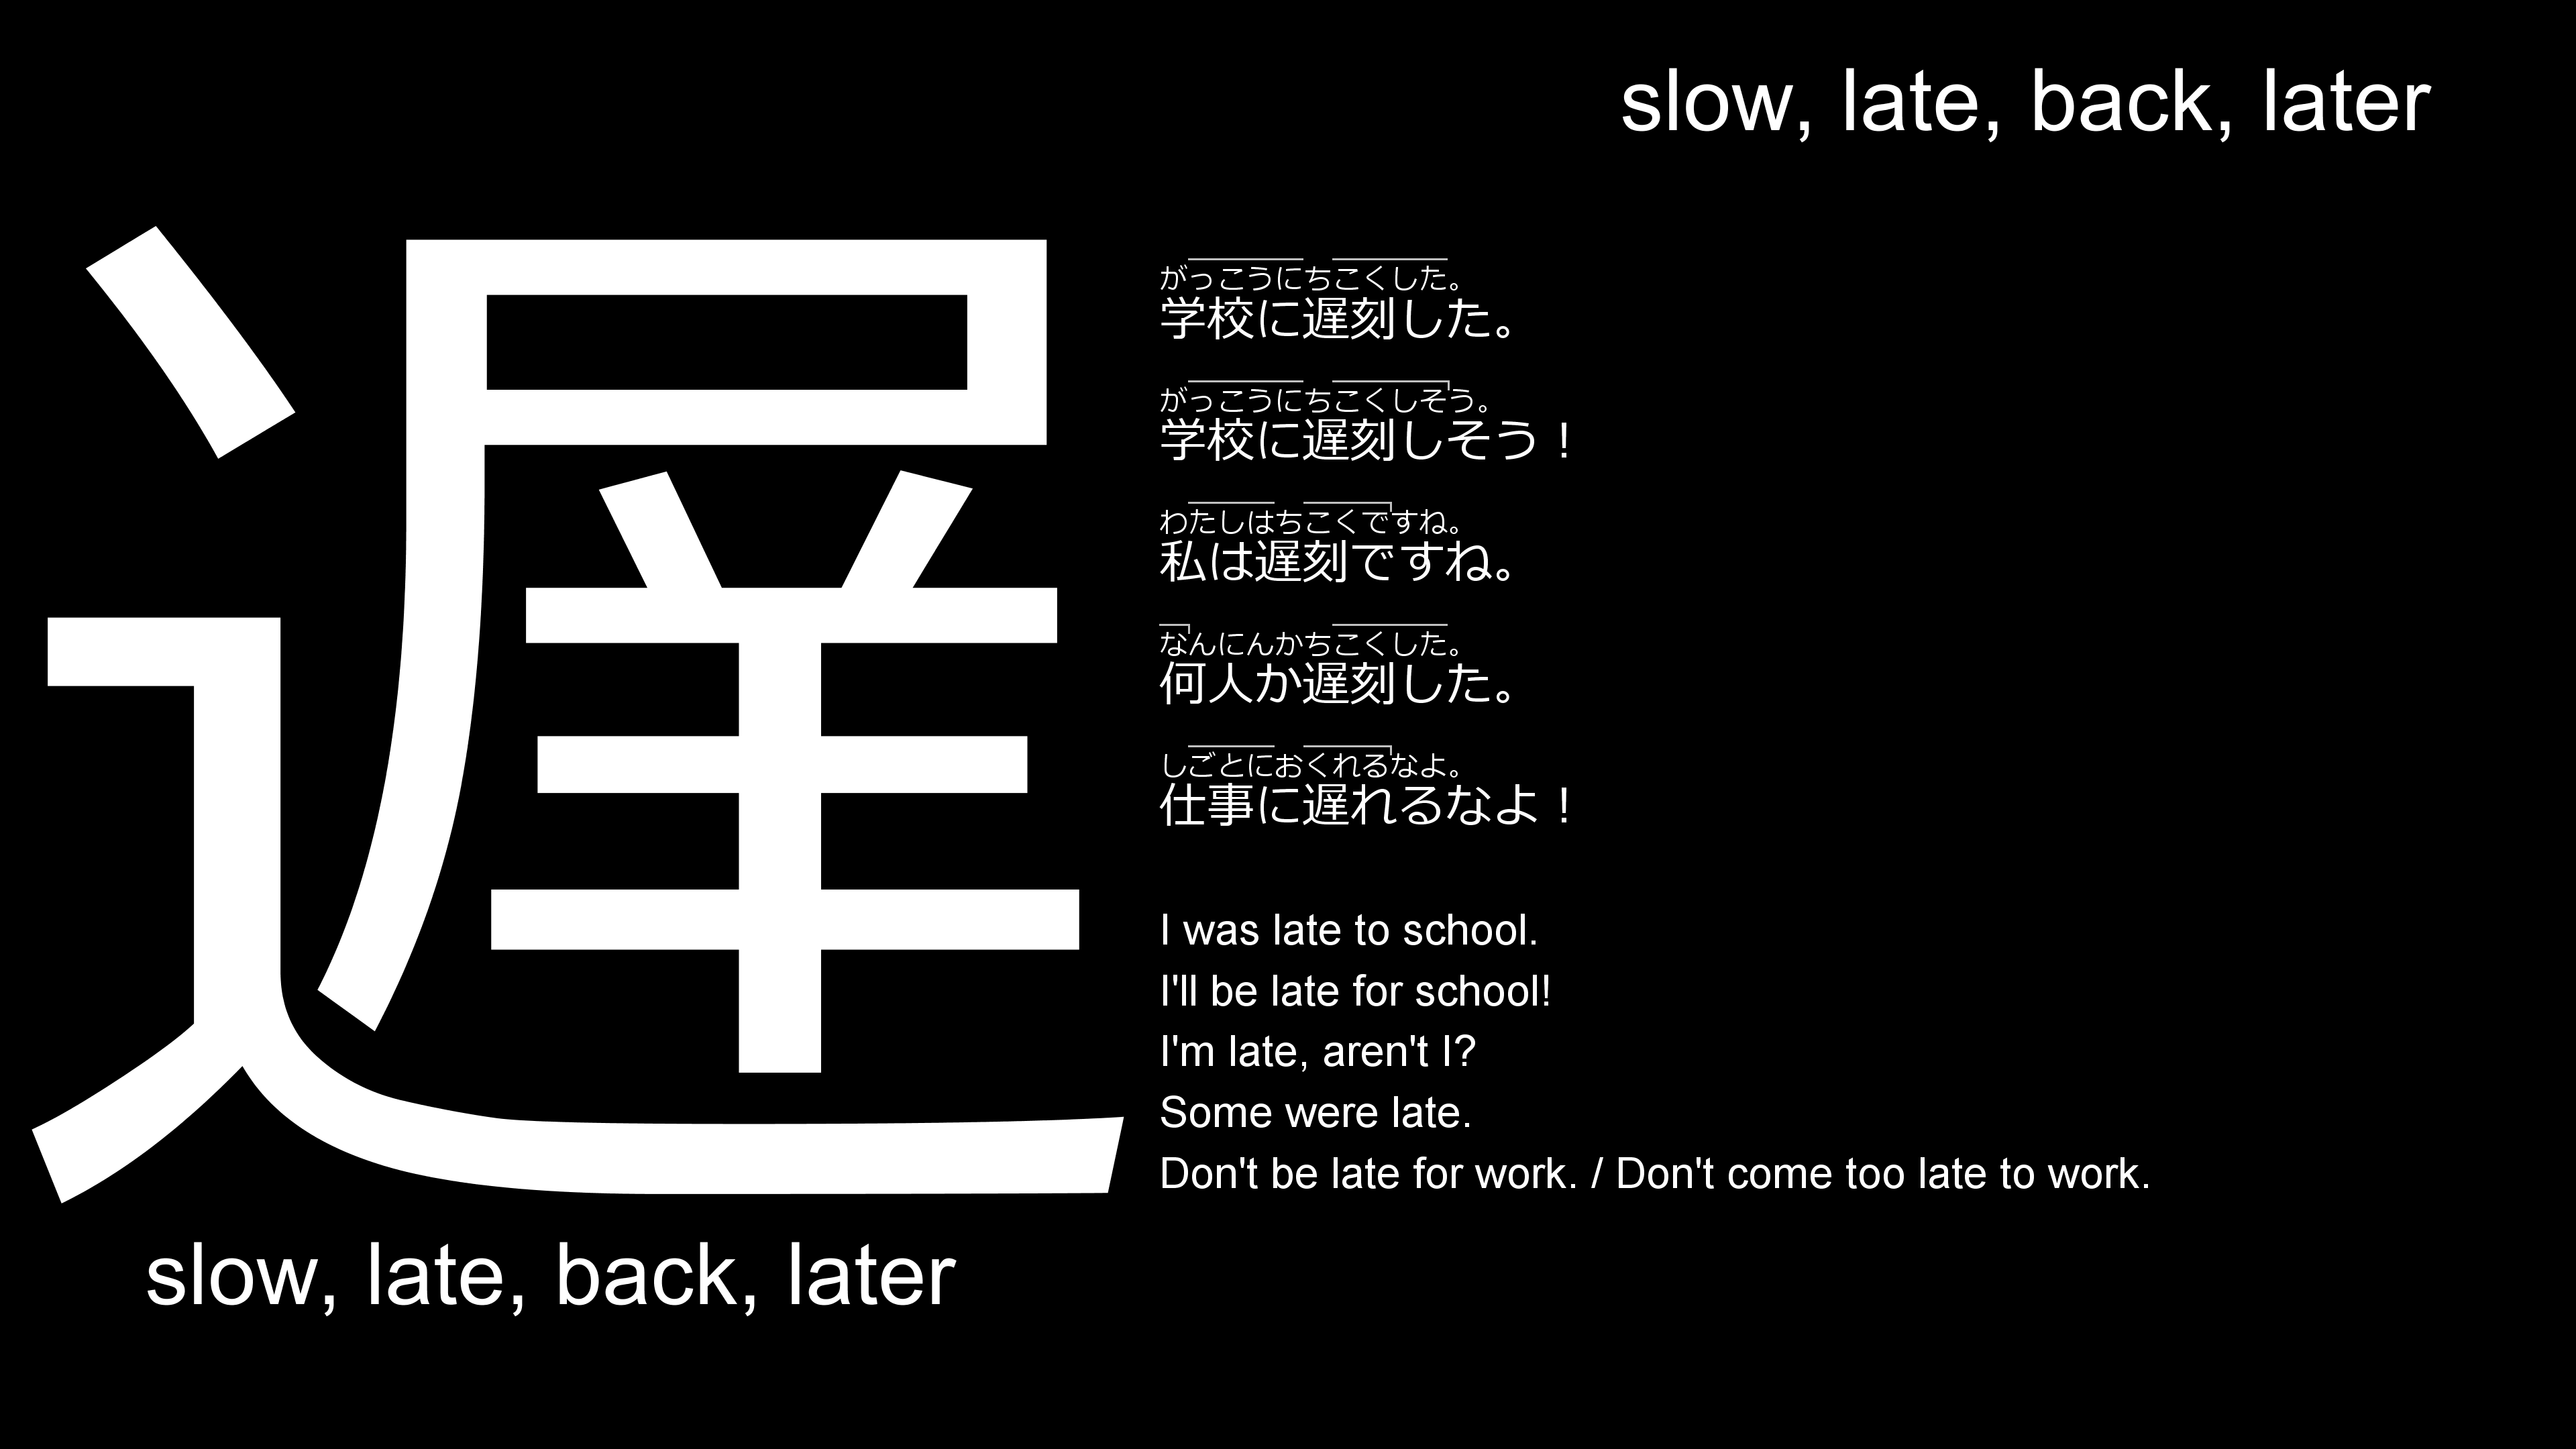 slow, late, back, later
遅
slow, late, back, later
がっこうにちこくした。
学校に遅刻した。
がっこうにちこくしそう。
学校に遅刻しそう！
わたしはちこくですね。
私は遅刻ですね。
なんにんかちこくした。
何人か遅刻した。
しごとにおくれるなよ。
仕事に遅れるなよ！
I was late to school.
I'll be late for school!
I'm late, aren't I?
Some were late.
Don't be late for work. / Don't come too late to work.